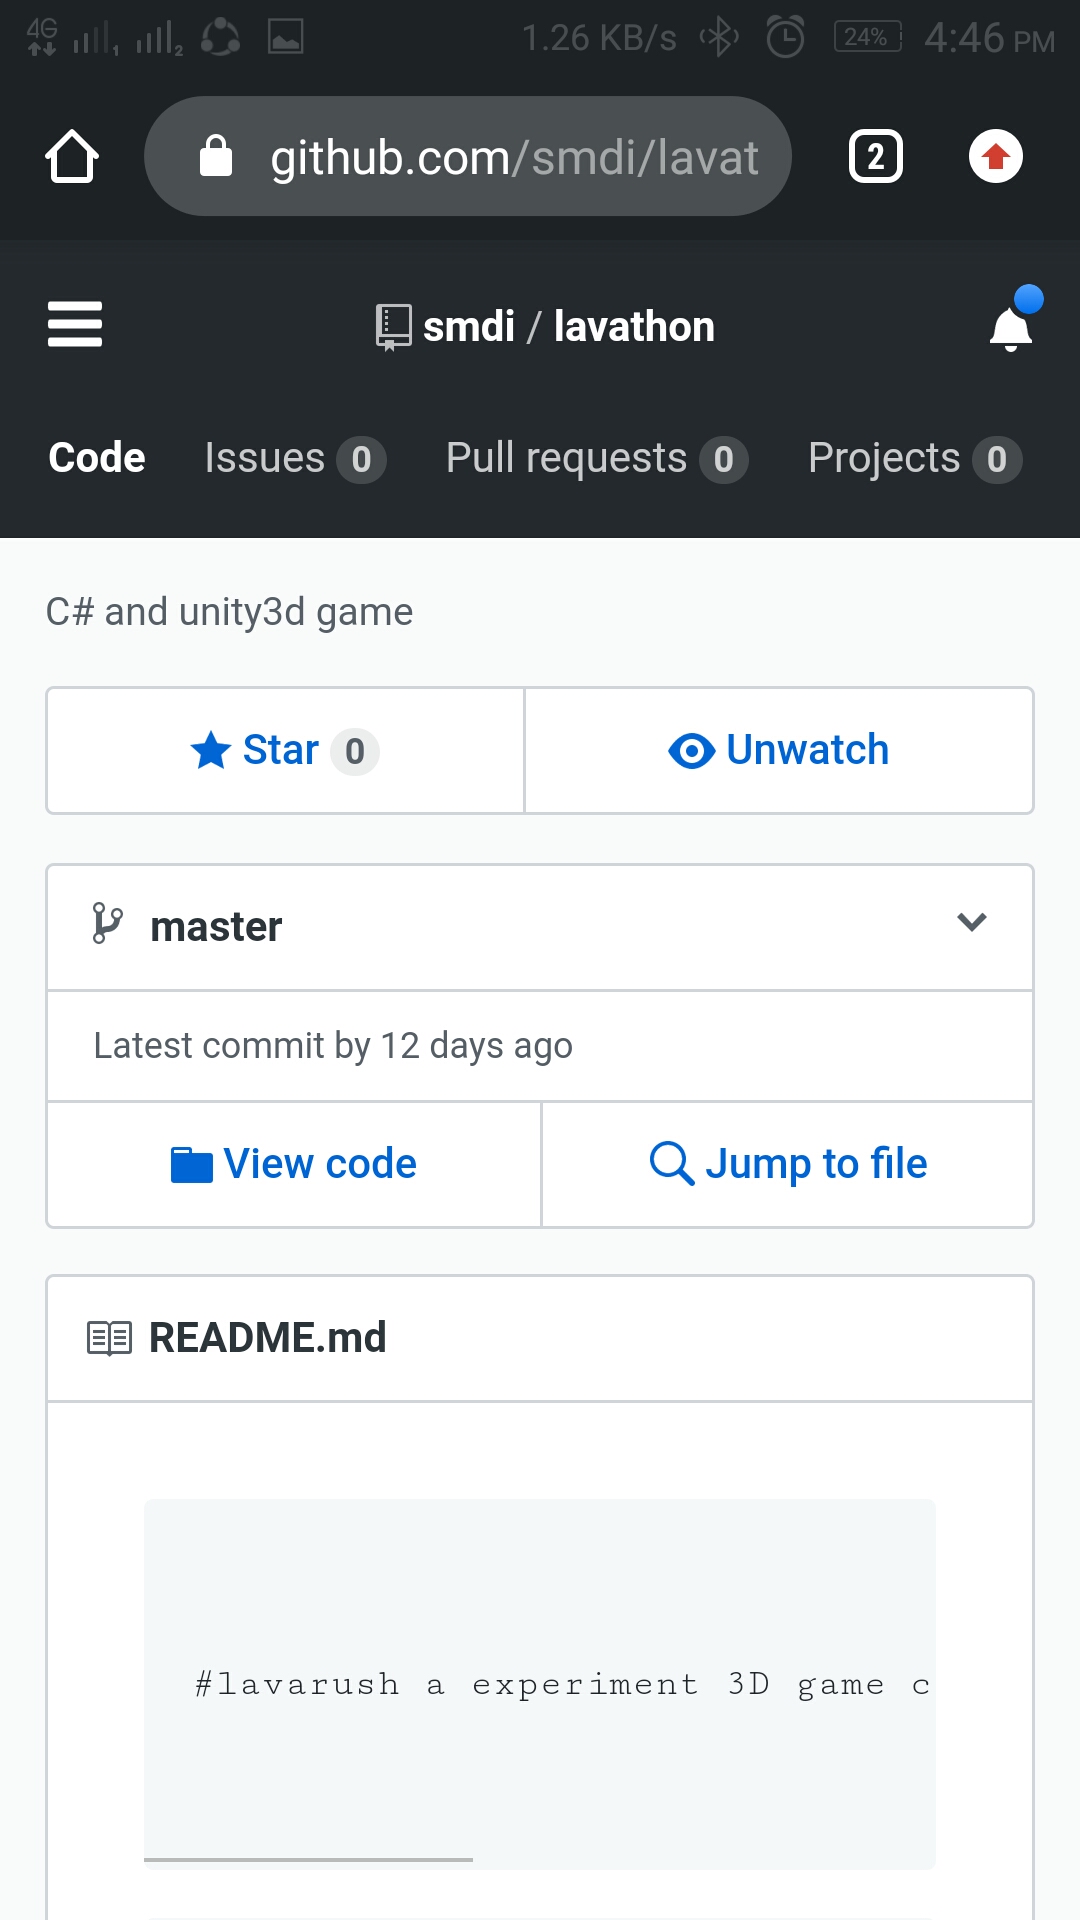 4G 1 2 1.26 KB/s 24% 4:46 PM
github.com/smdi/lavat 2
smdi / lavathon
Code Issues 0 Pull requests 0 Projects 0
C# and unity3d game
Star 0 Unwatch
master
Latest commit by 12 days ago
View code Jump to file
README.md
#lavarush a experiment 3D game c